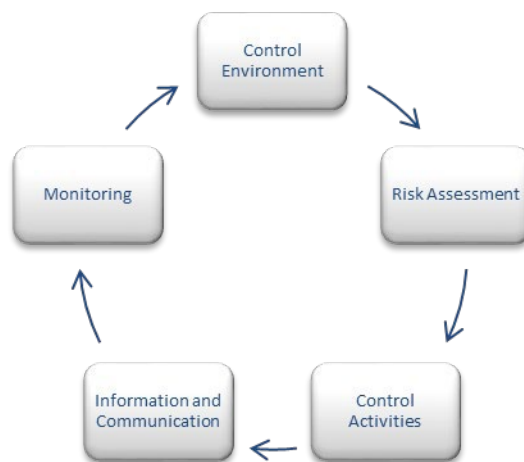 Control
Environment
Risk Assessment
Control
Activities
Information and
Communication
Monitoring